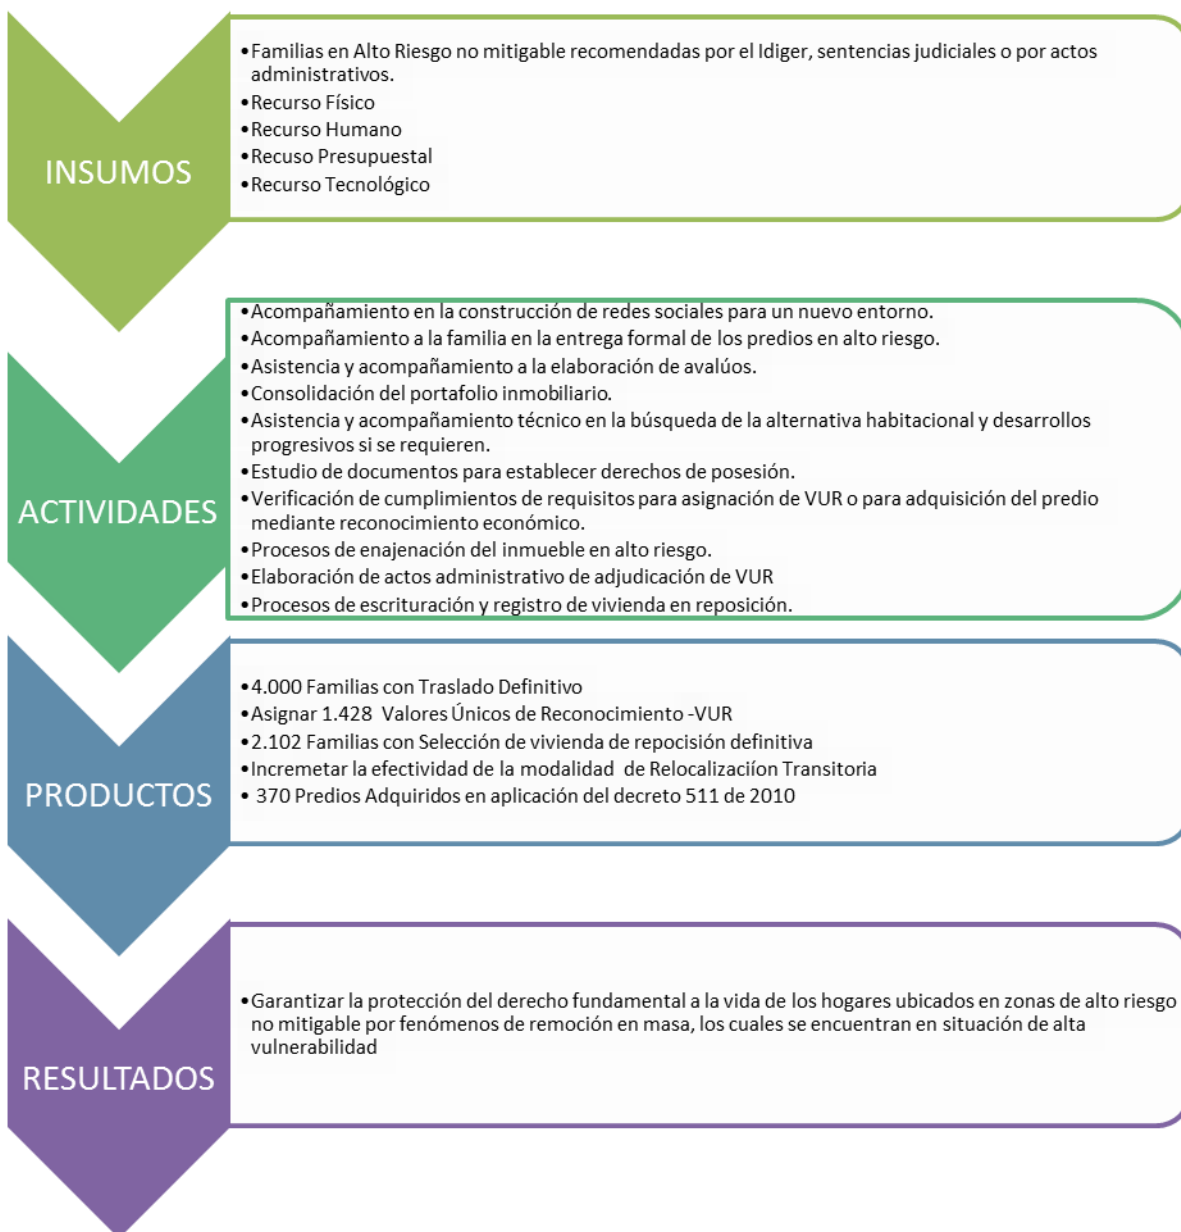 INSUMOS
•Familias en Alto Riesgo no mitigable recomendadas por el Idiger, sentencias judiciales o por actos
administrativos.
•Recurso Físico
•Recurso Humano
•Recuso Presupuestal
•Recurso Tecnológico
ACTIVIDADES
•Acompañamiento en la construcción de redes sociales para un nuevo entorno.
•Acompañamiento a la familia en la entrega formal de los predios en alto riesgo.
•Asistencia y acompañamiento a la elaboración de avalúos.
•Consolidación del portafolio inmobiliario.
•Asistencia y acompañamiento técnico en la búsqueda de la alternativa habitacional y desarrollos
progresivos si se requieren.
•Estudio de documentos para establecer derechos de posesión.
•Verificación de cumplimientos de requisitos para asignación de VUR o para adquisición del predio
mediante reconocimiento económico.
•Procesos de enajenación del inmueble en alto riesgo.
•Elaboración de actos administrativo de adjudicación de VUR
•Procesos de escrituración y registro de vivienda en reposición.
PRODUCTOS
•4.000 Familias con Traslado Definitivo
•Asignar 1.428 Valores Únicos de Reconocimiento -VUR
•2.102 Familias con Selección de vivienda de repocisión definitiva
•Incremetar la efectividad de la modalidad de Relocalizaciíon Transitoria
• 370 Predios Adquiridos en aplicación del decreto 511 de 2010
RESULTADOS
•Garantizar la protección del derecho fundamental a la vida de los hogares ubicados en zonas de alto riesgo
no mitigable por fenómenos de remoción en masa, los cuales se encuentran en situación de alta
vulnerabilidad